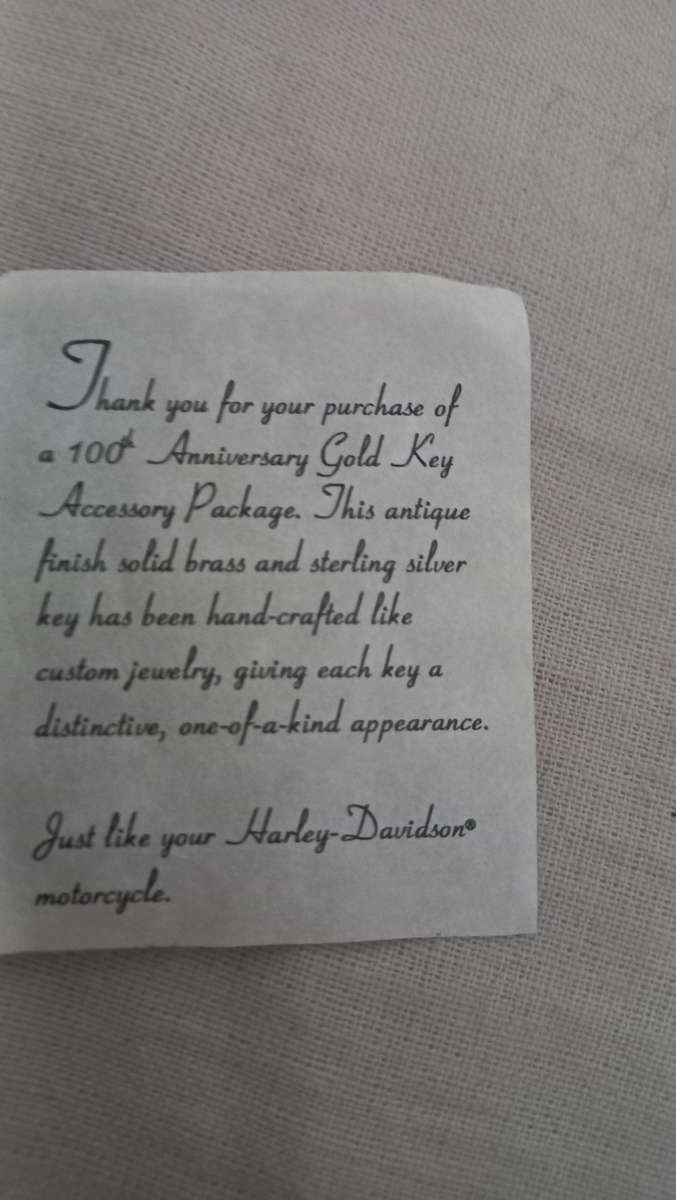 Thank you for your purchase of
a 100th Anniversary Gold Key
Accessory Package. This antique
finish solid brass and sterling silver
key has been hand-crafted like
custom jewelry, giving each key a
distinctive, one-of-a-kind appearance.
Just like your Harley-Davidson®
motorcycle.